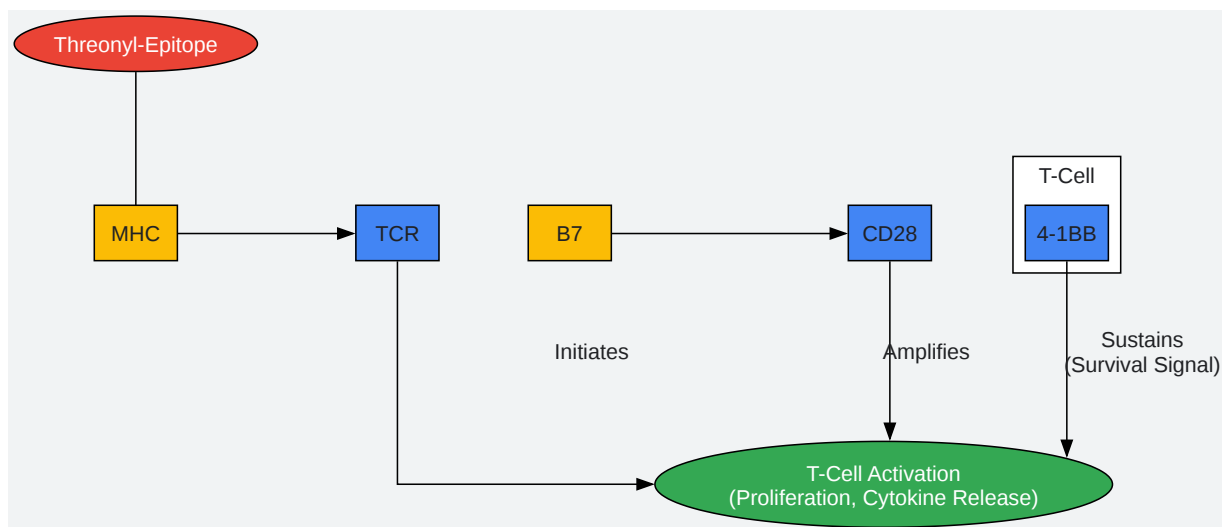 Threonyl-Epitope
T-Cell
MHC
TCR
B7
CD28
4-1BB
Initiates
Amplifies
Sustains
(Survival Signal)
T-Cell Activation
(Proliferation, Cytokine Release)